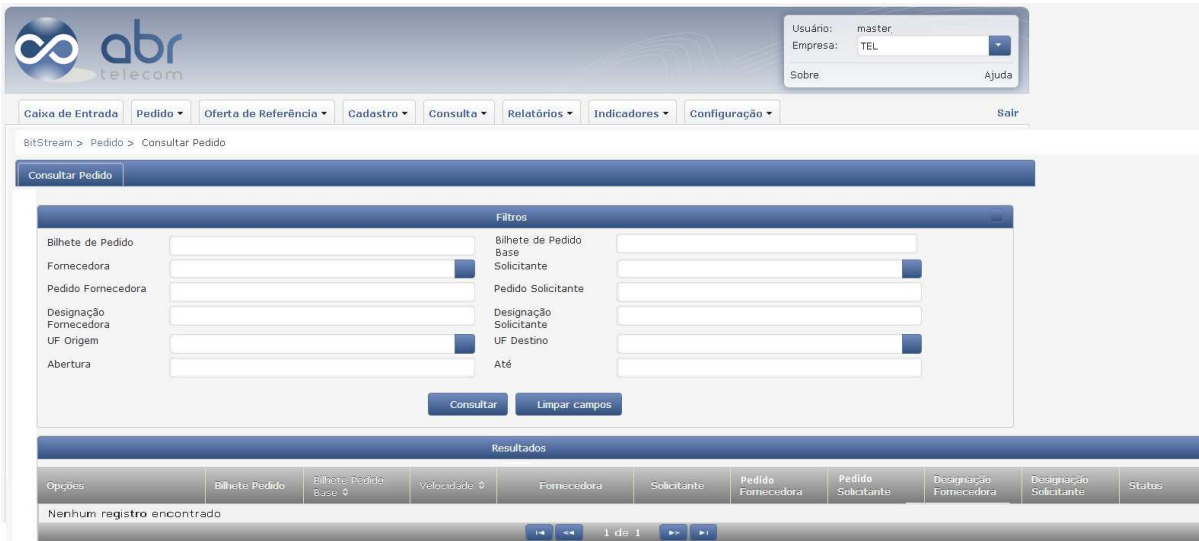 abr
telecom
Usuário: master
Empresa: TEL
Sobre Ajuda
Caixa de Entrada Pedido Oferta de Referência Cadastro Consulta Relatórios Indicadores Configuração Sair
BitStream > Pedido > Consultar Pedido
Consultar Pedido
Filtros
Bilhete de Pedido
Bilhete de Pedido
Base
Fornecedora Solicitante
Pedido Fornecedora Pedido Solicitante
Designação
Fornecedora
Designação
Solicitante
UF Origem UF Destino
Abertura Até
Consultar Limpar campos
Resultados
Opções
Bilhete Pedido
Bilhete Pedido
Base
Velocidade
Fornecedora
Solicitante
Pedido
Fornecedora
Pedido
Solicitante
Designação
Fornecedora
Designação
Solicitante
Status
Nenhum registro encontrado
1 de 1